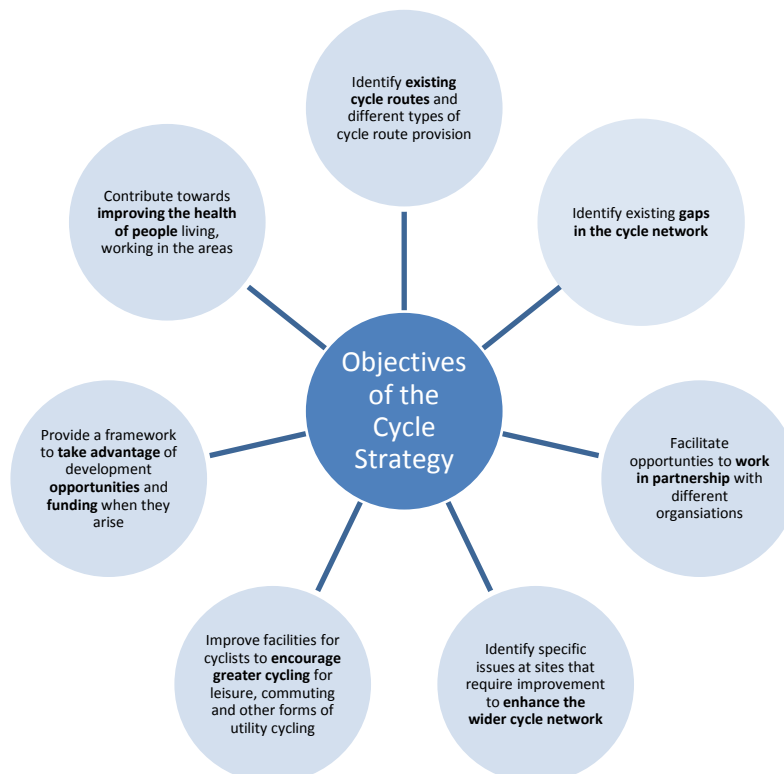 Identify existing
cycle routes and
different types of
cycle route provision
Identify existing gaps
in the cycle network
Facilitate
opportunties to work
in partnership with
different
organsiations
Identify specific
issues at sites that
require improvement
to enhance the
wider cycle network
Improve facilities for
cyclists to encourage
greater cycling for
leisure, commuting
and other forms of
utility cycling
Provide a framework
to take advantage of
development
opportunities and
funding when they
arise
Contribute towards
improving the health
of people living,
working in the areas
Objectives
of the
Cycle
Strategy